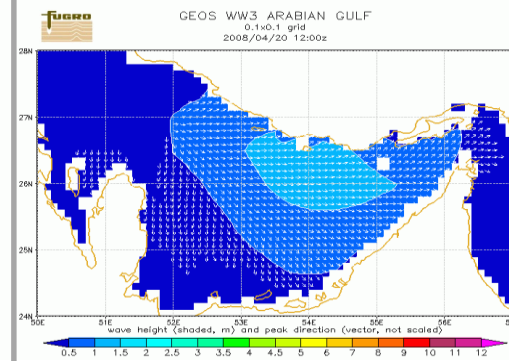 FUGRO
GEOS WW3 ARABIAN GULF
0.1x0.1 grid
2008/04/20 12:00z
28N
27N
26N
25N
24N
50E 51E 52E 53E 54E 55E 56E 57E
wave height (shaded, m) and peak direction (vector, not scaled)
0.5 1 1.5 2 2.5 3 3.5 4 4.5 5 6 7 8 9 10 11 12